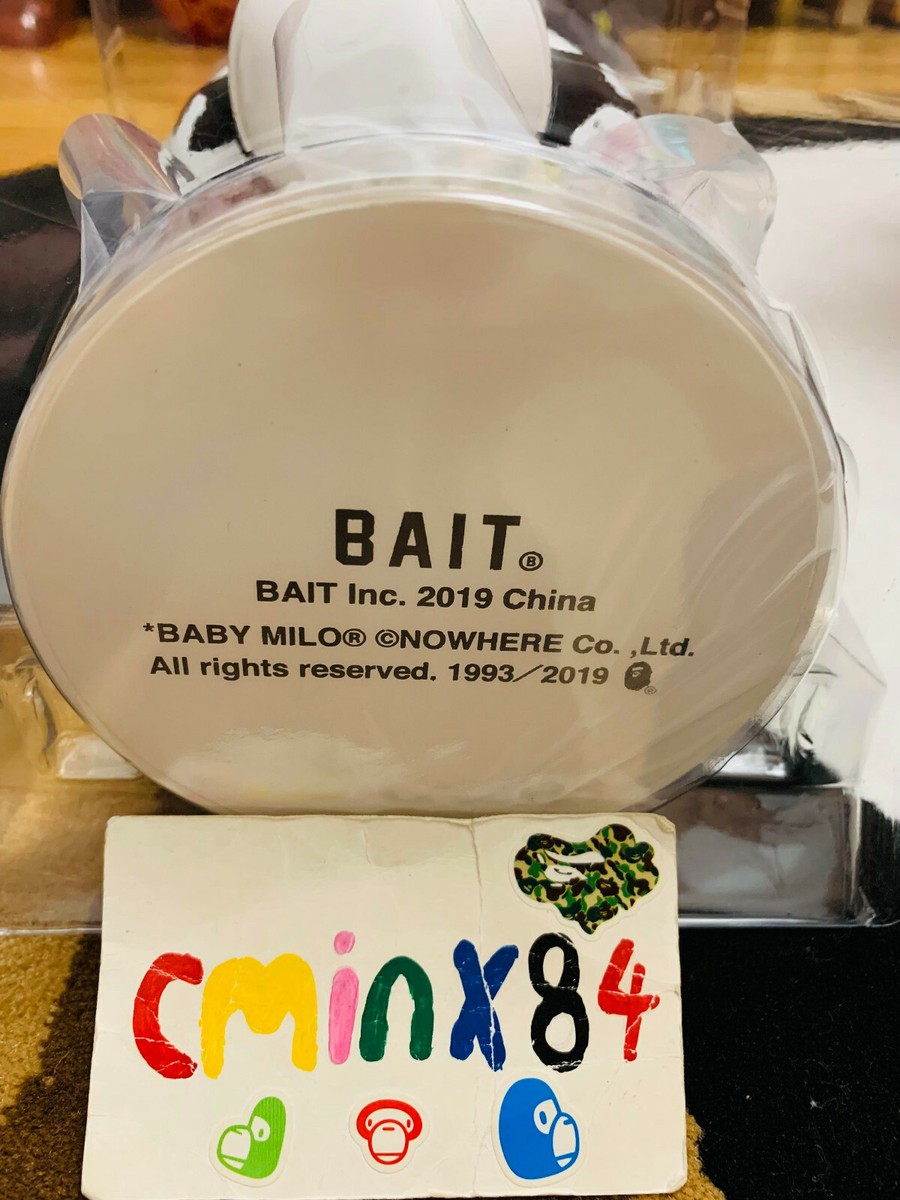 BAIT®
BAIT Inc. 2019 China
*BABY MILO® ©NOWHERE Co. ,Ltd.
All rights reserved. 1993/2019
cminx84